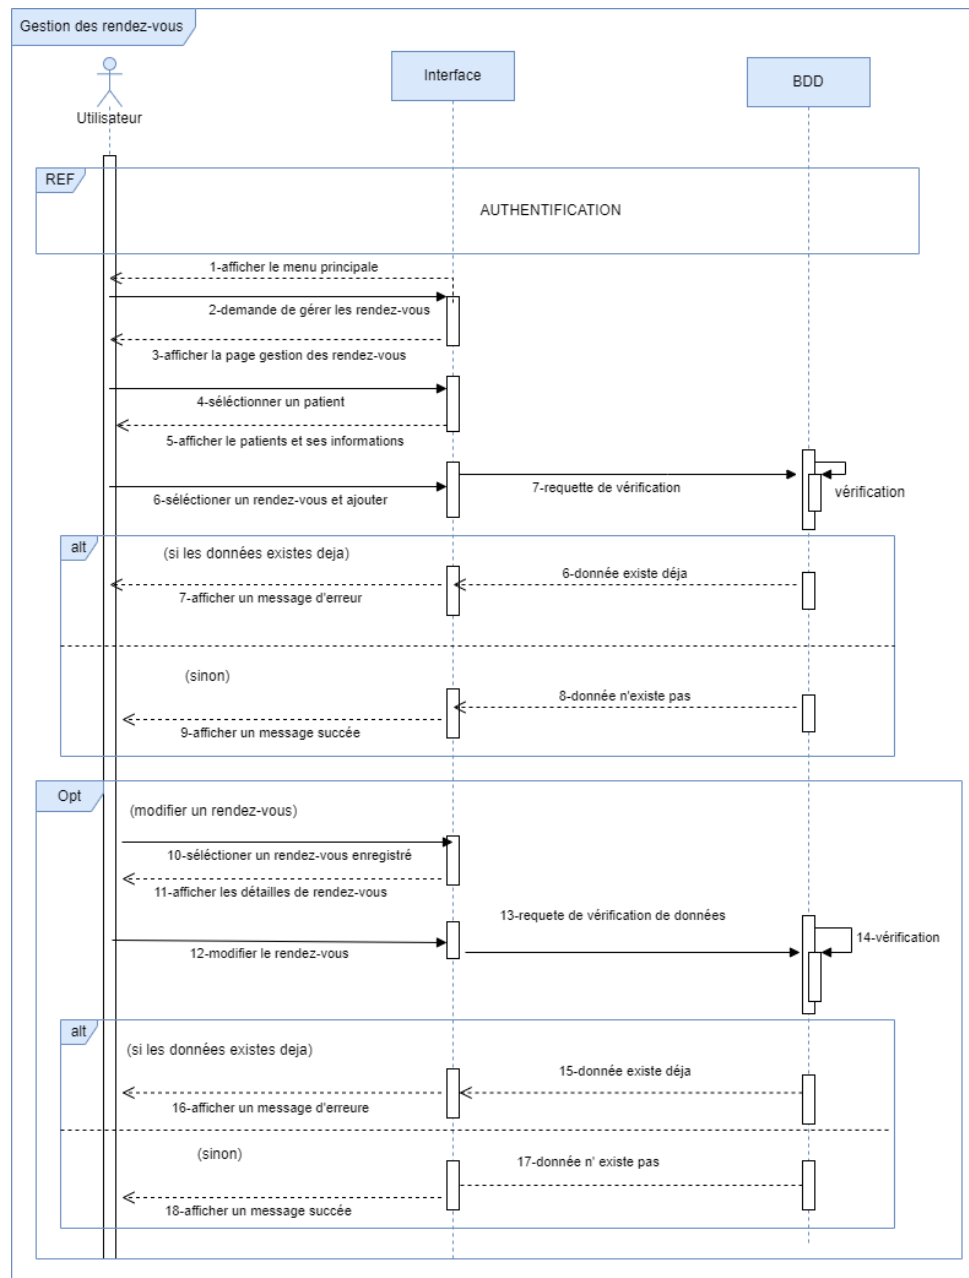 Gestion des rendez-vous
Utilisateur
Interface
BDD
REF
AUTHENTIFICATION
1-afficher le menu principale
2-demande de gérer les rendez-vous
3-afficher la page gestion des rendez-vous
4-séléctionner un patient
5-afficher le patients et ses informations
6-séléctioner un rendez-vous et ajouter
7-requette de vérification
vérification
alt
(si les données existes deja)
6-donnée existe déja
7-afficher un message d'erreur
(sinon)
8-donnée n'existe pas
9-afficher un message succée
Opt
(modifier un rendez-vous)
10-séléctioner un rendez-vous enregistré
11-afficher les détailles de rendez-vous
12-modifier le rendez-vous
13-requete de vérification de données
14-vérification
alt
(si les données existes deja)
15-donnée existe déja
16-afficher un message d'erreure
(sinon)
17-donnée n' existe pas
18-afficher un message succée